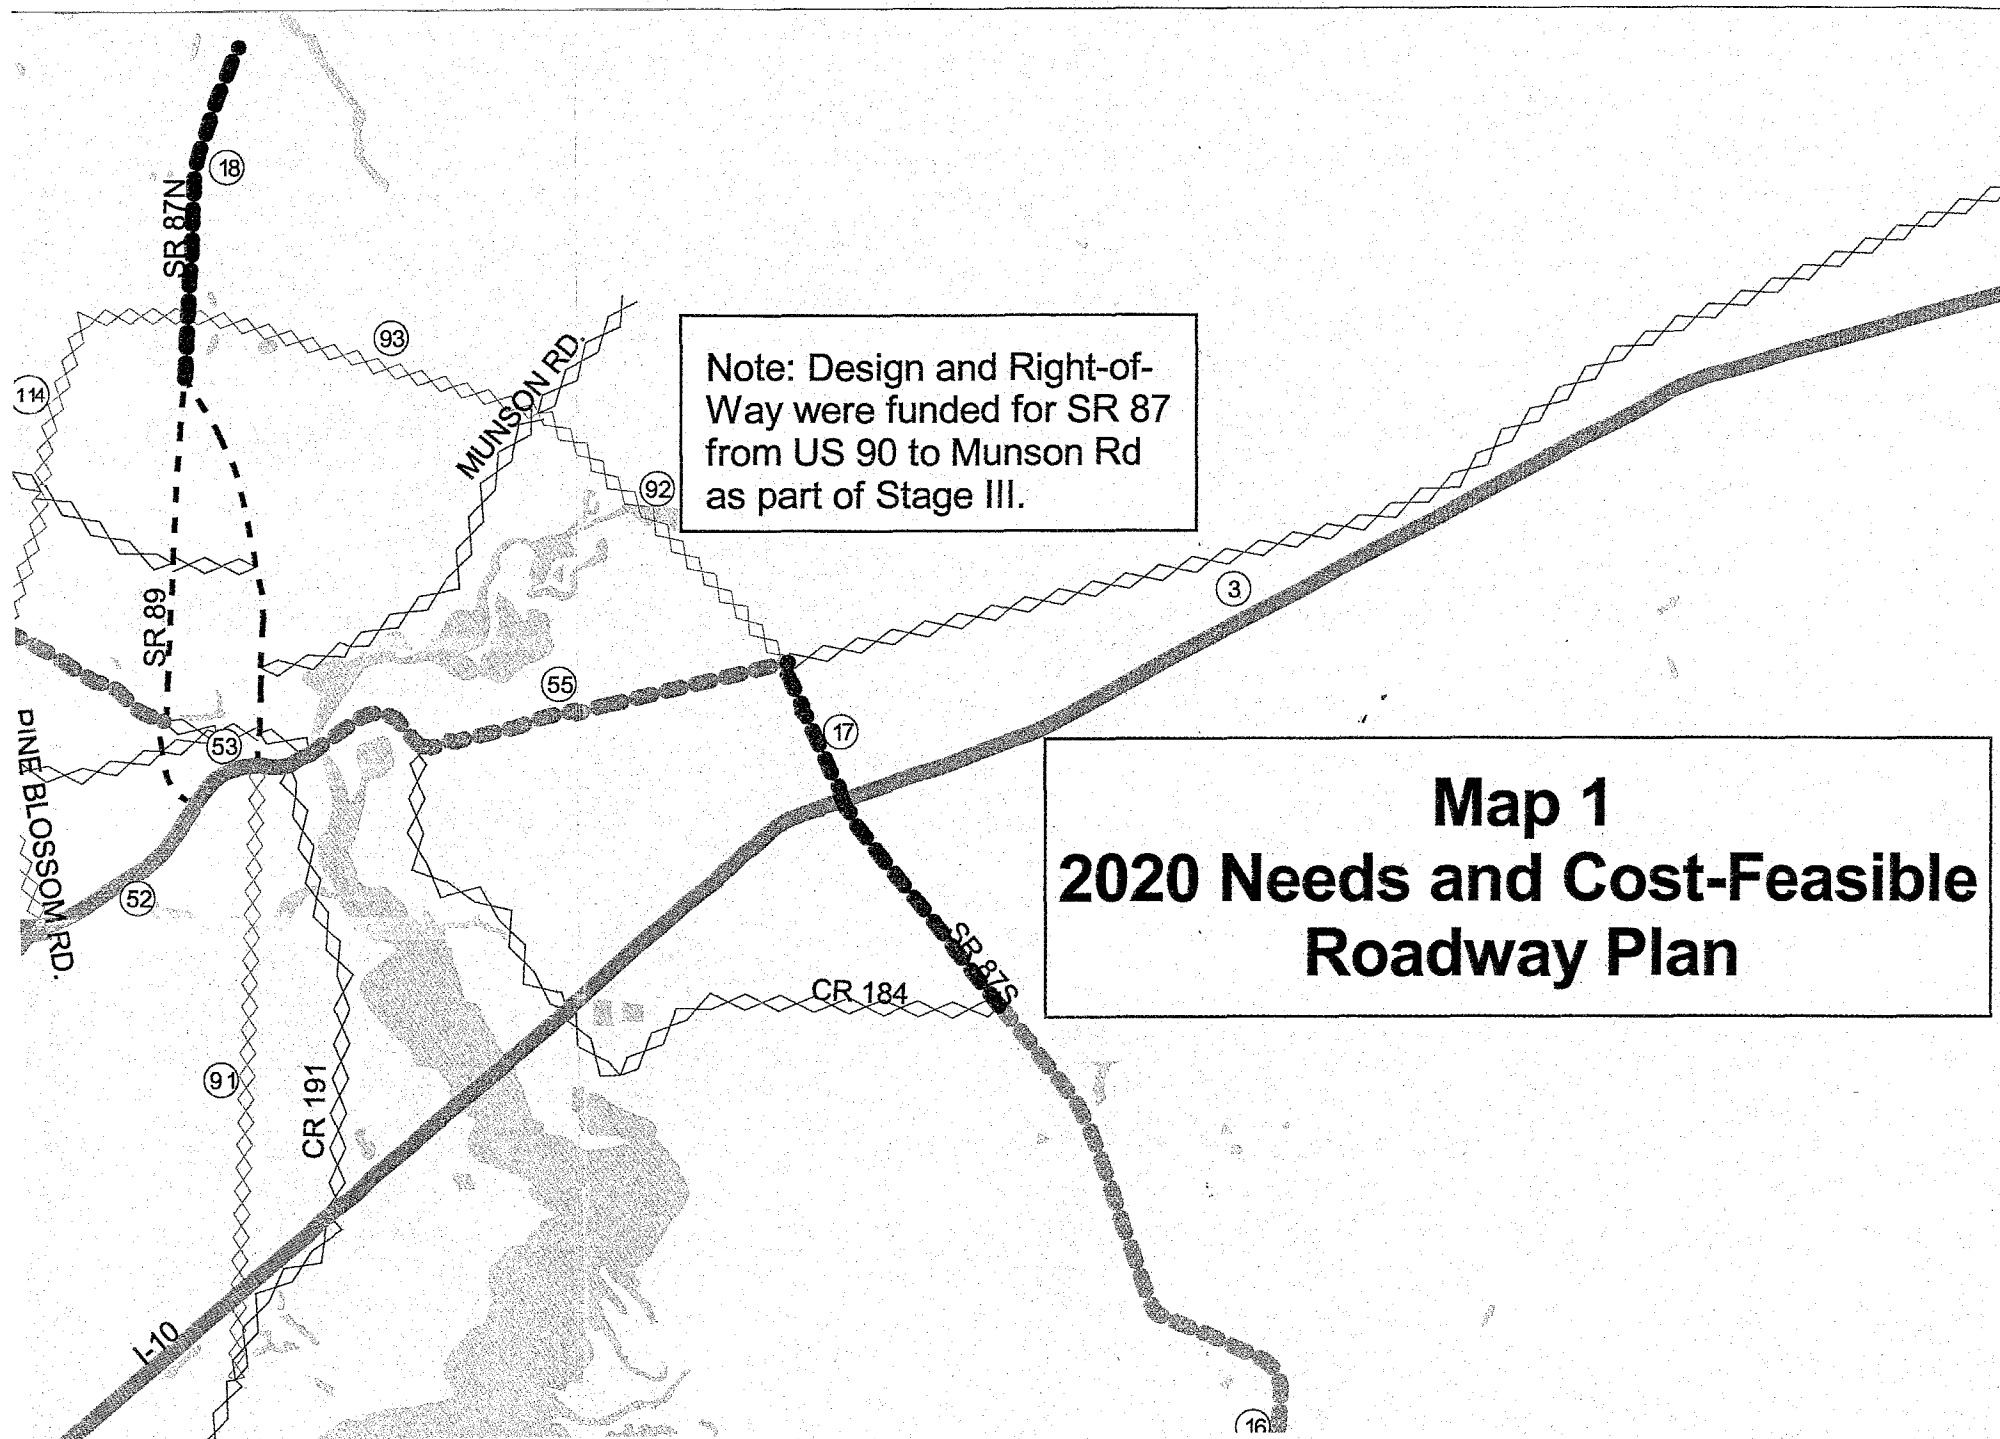 18
SR 87N
93
MUNSON RD.
114
Note: Design and Right-of-
Way were funded for SR 87
from US 90 to Munson Rd
as part of Stage III.
92
3
SR 89
55
53
17
PINE BLOSSOM RD.
52
Map 1
2020 Needs and Cost-Feasible
Roadway Plan
SR 87S
CR 184
91
CR 191
I-10
16